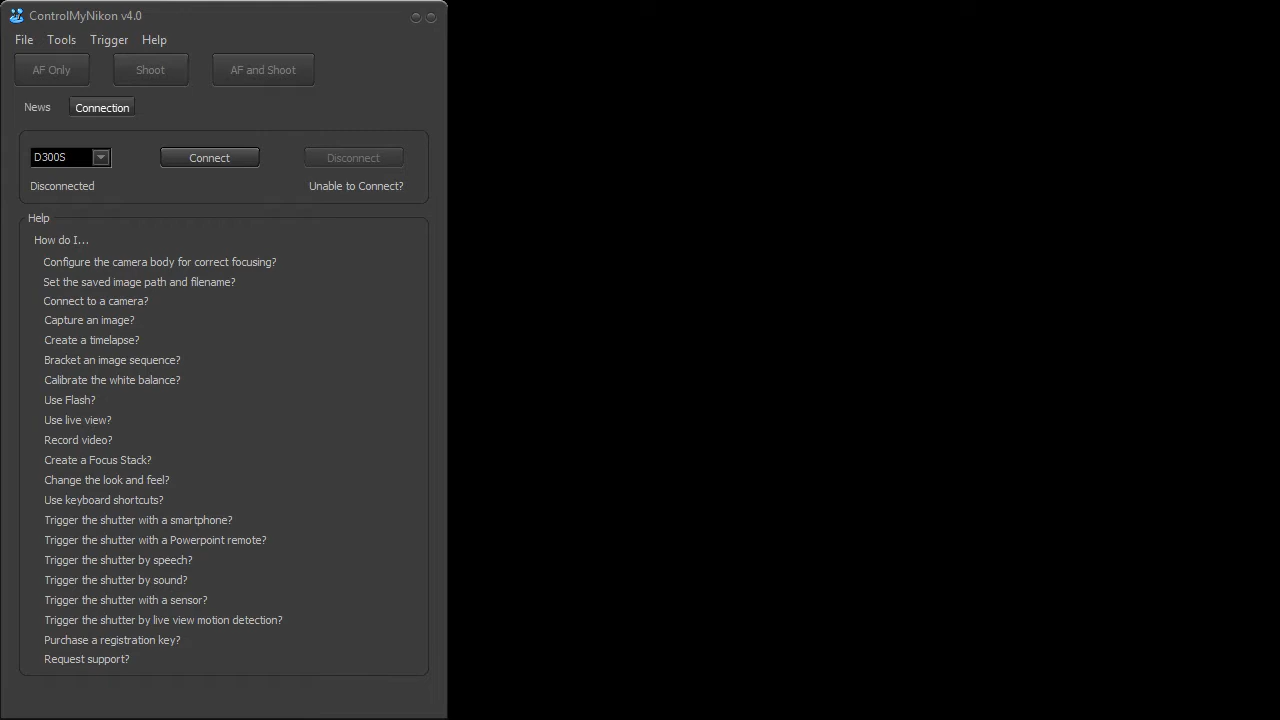 ControlMyNikon v4.0
File Tools Trigger Help
AF Only Shoot AF and Shoot
News Connection
D300S Connect Disconnect
Disconnected Unable to Connect?
Help
How do I...
Configure the camera body for correct focusing?
Set the saved image path and filename?
Connect to a camera?
Capture an image?
Create a timelapse?
Bracket an image sequence?
Calibrate the white balance?
Use Flash?
Use live view?
Record video?
Create a Focus Stack?
Change the look and feel?
Use keyboard shortcuts?
Trigger the shutter with a smartphone?
Trigger the shutter with a Powerpoint remote?
Trigger the shutter by speech?
Trigger the shutter by sound?
Trigger the shutter with a sensor?
Trigger the shutter by live view motion detection?
Purchase a registration key?
Request support?